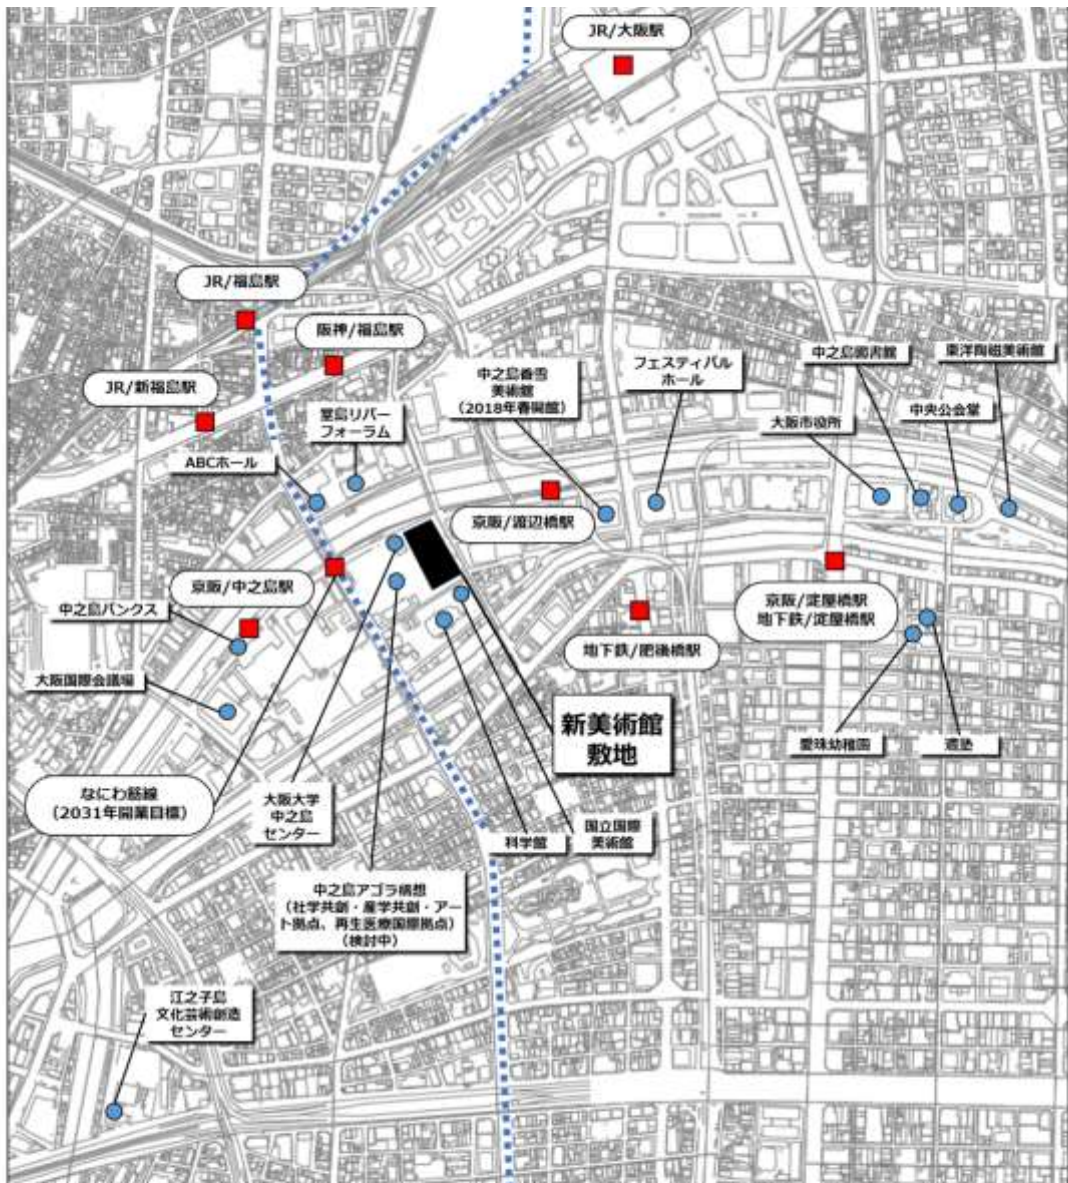 JR/大阪駅
JR/福島駅
阪神/福島駅
JR/新福島駅
堂島リバー
フォーラム
ABCホール
中之島香雪
美術館
(2018年春開館)
フェスティバル
ホール
中之島図書館
東洋陶磁美術館
大阪市役所
中央公会堂
京阪/渡辺橋駅
京阪/中之島駅
中之島バンクス
大阪国際会議場
京阪/淀屋橋駅
地下鉄/淀屋橋駅
地下鉄/肥後橋駅
新美術館
敷地
愛珠幼稚園
適塾
なにわ筋線
(2031年開業目標)
大阪大学
中之島
センター
科学館
国立国際
美術館
中之島アゴラ構想
(社学共創・産学共創・アー
ト拠点、再生医療国際拠点)
(検討中)
江之子島
文化芸術創造
センター